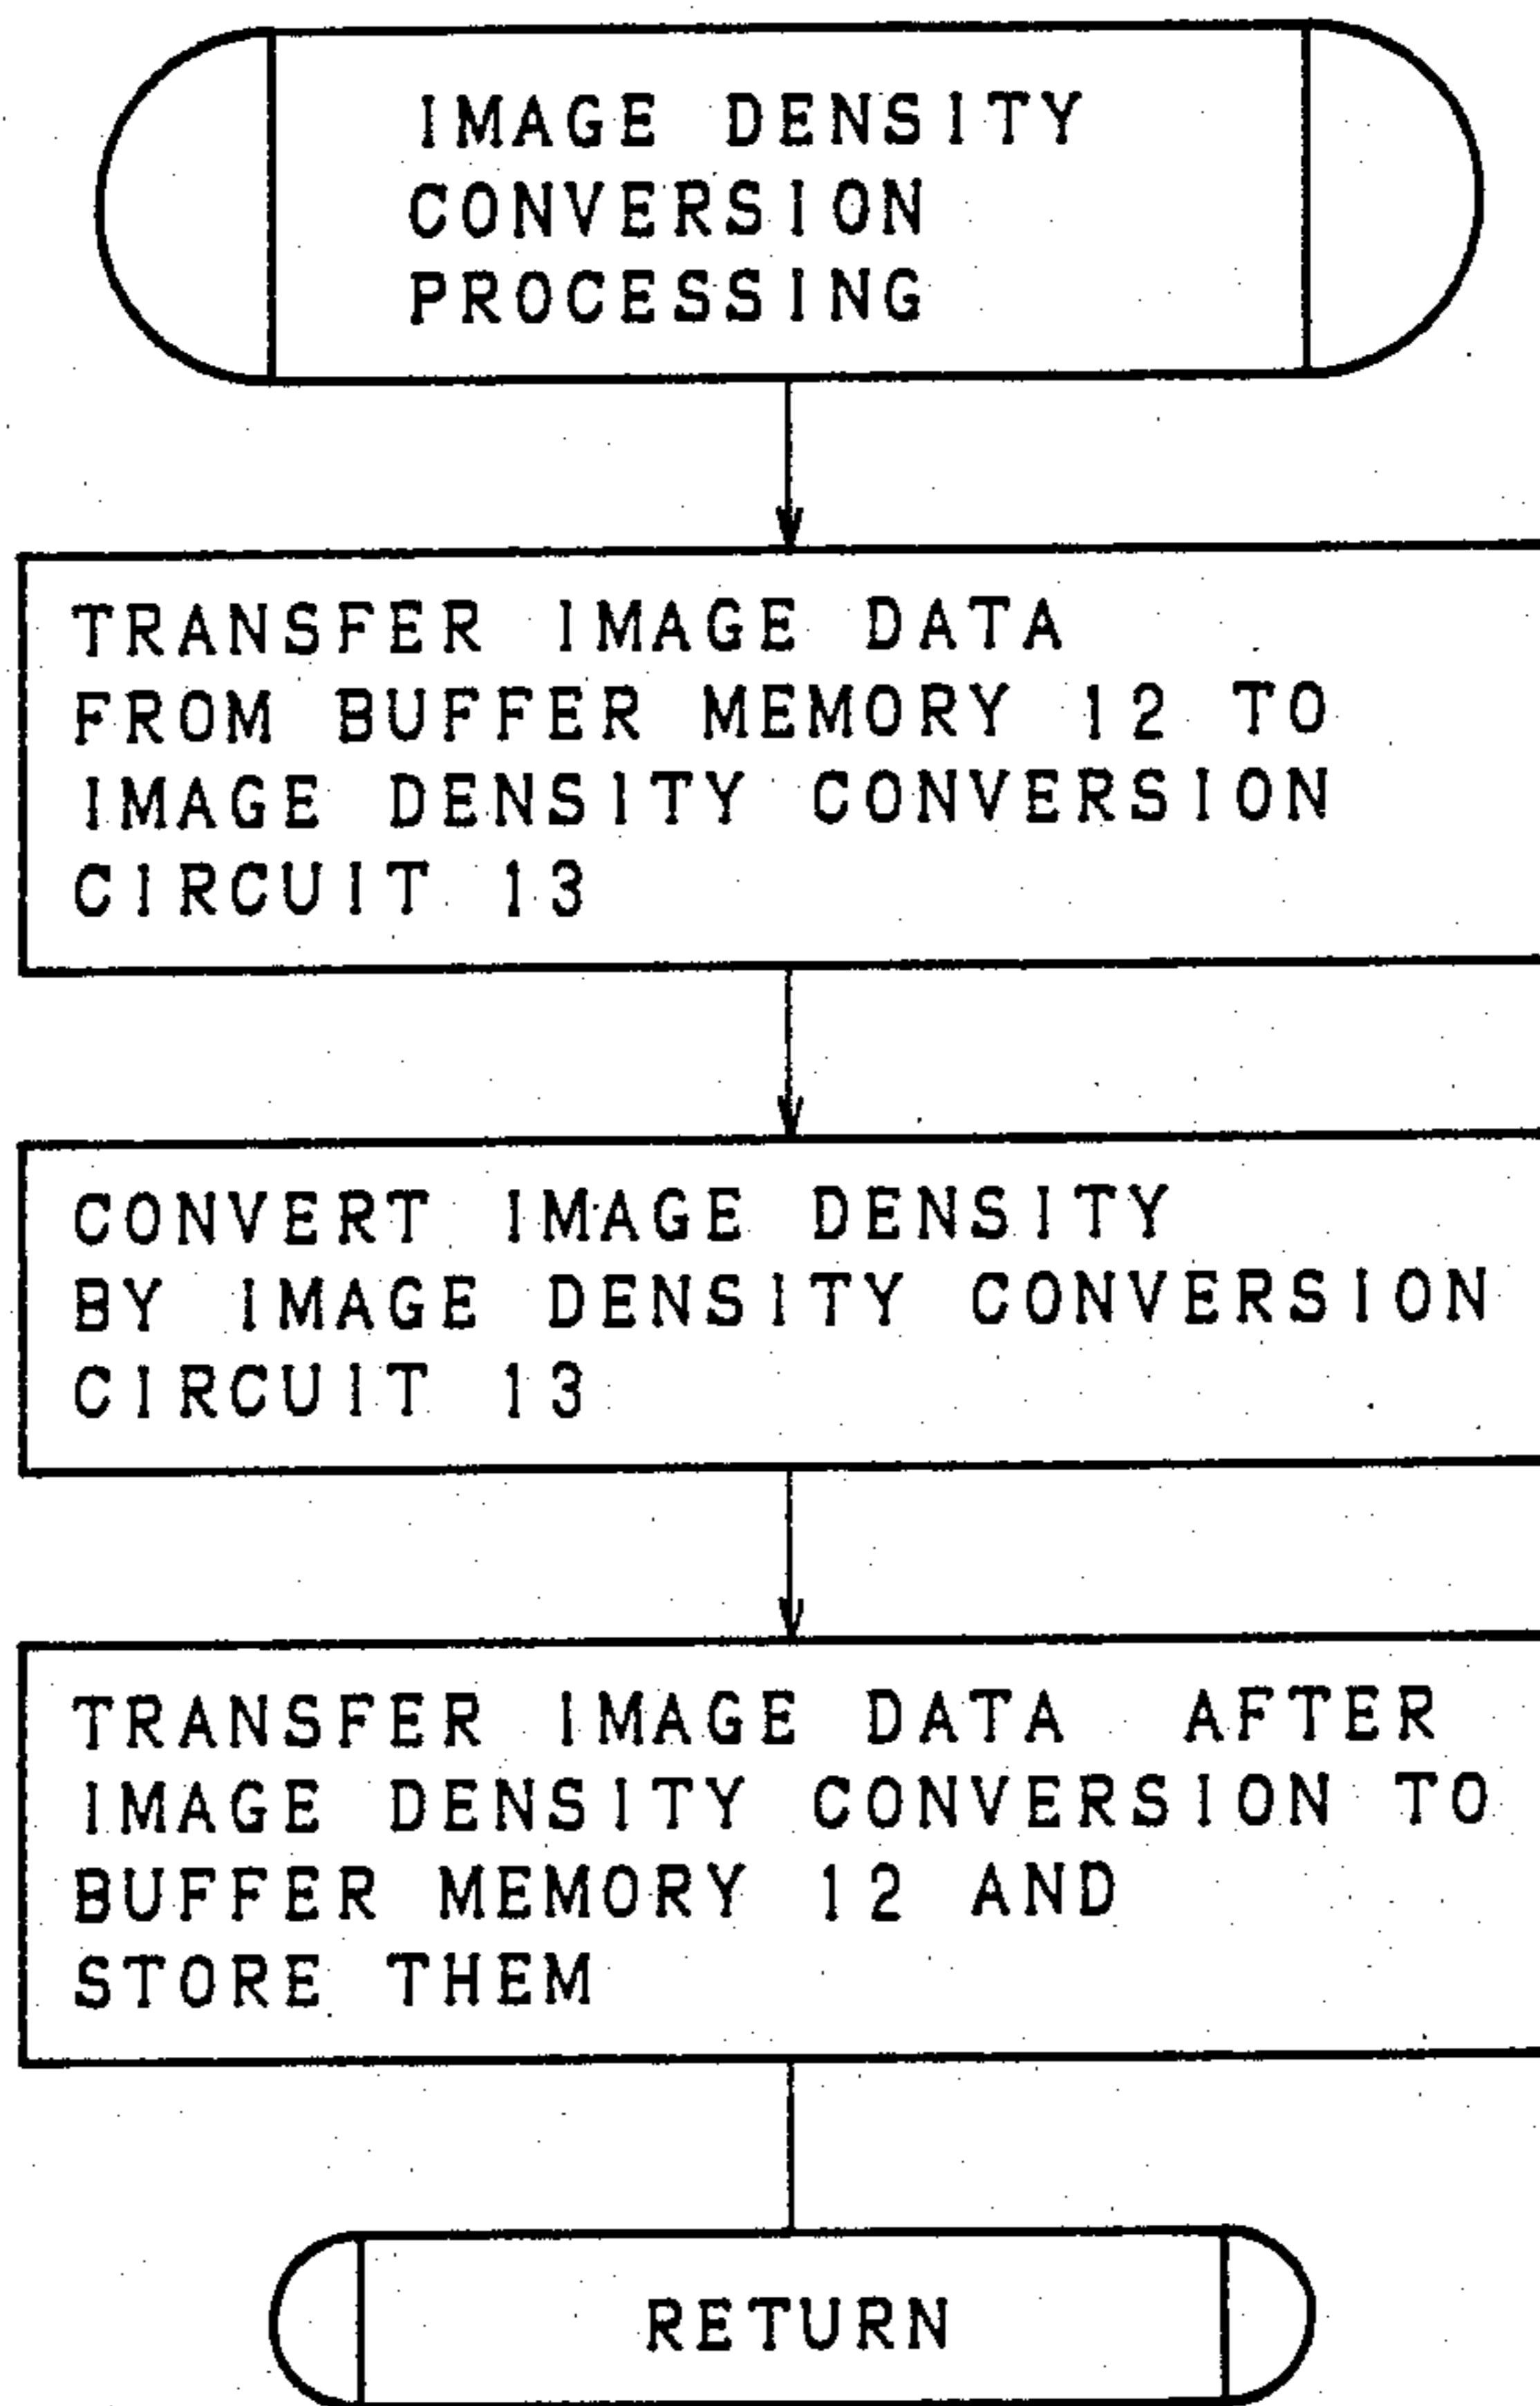 IMAGE DENSITY
CONVERSION
PROCESSING
TRANSFER IMAGE DATA
FROM BUFFER MEMORY 12 TO
IMAGE DENSITY CONVERSION
CIRCUIT 13
CONVERT IMAGE DENSITY
BY IMAGE DENSITY CONVERSION
CIRCUIT 13
TRANSFER IMAGE DATA AFTER
IMAGE DENSITY CONVERSION TO
BUFFER MEMORY 12 AND
STORE THEM
RETURN